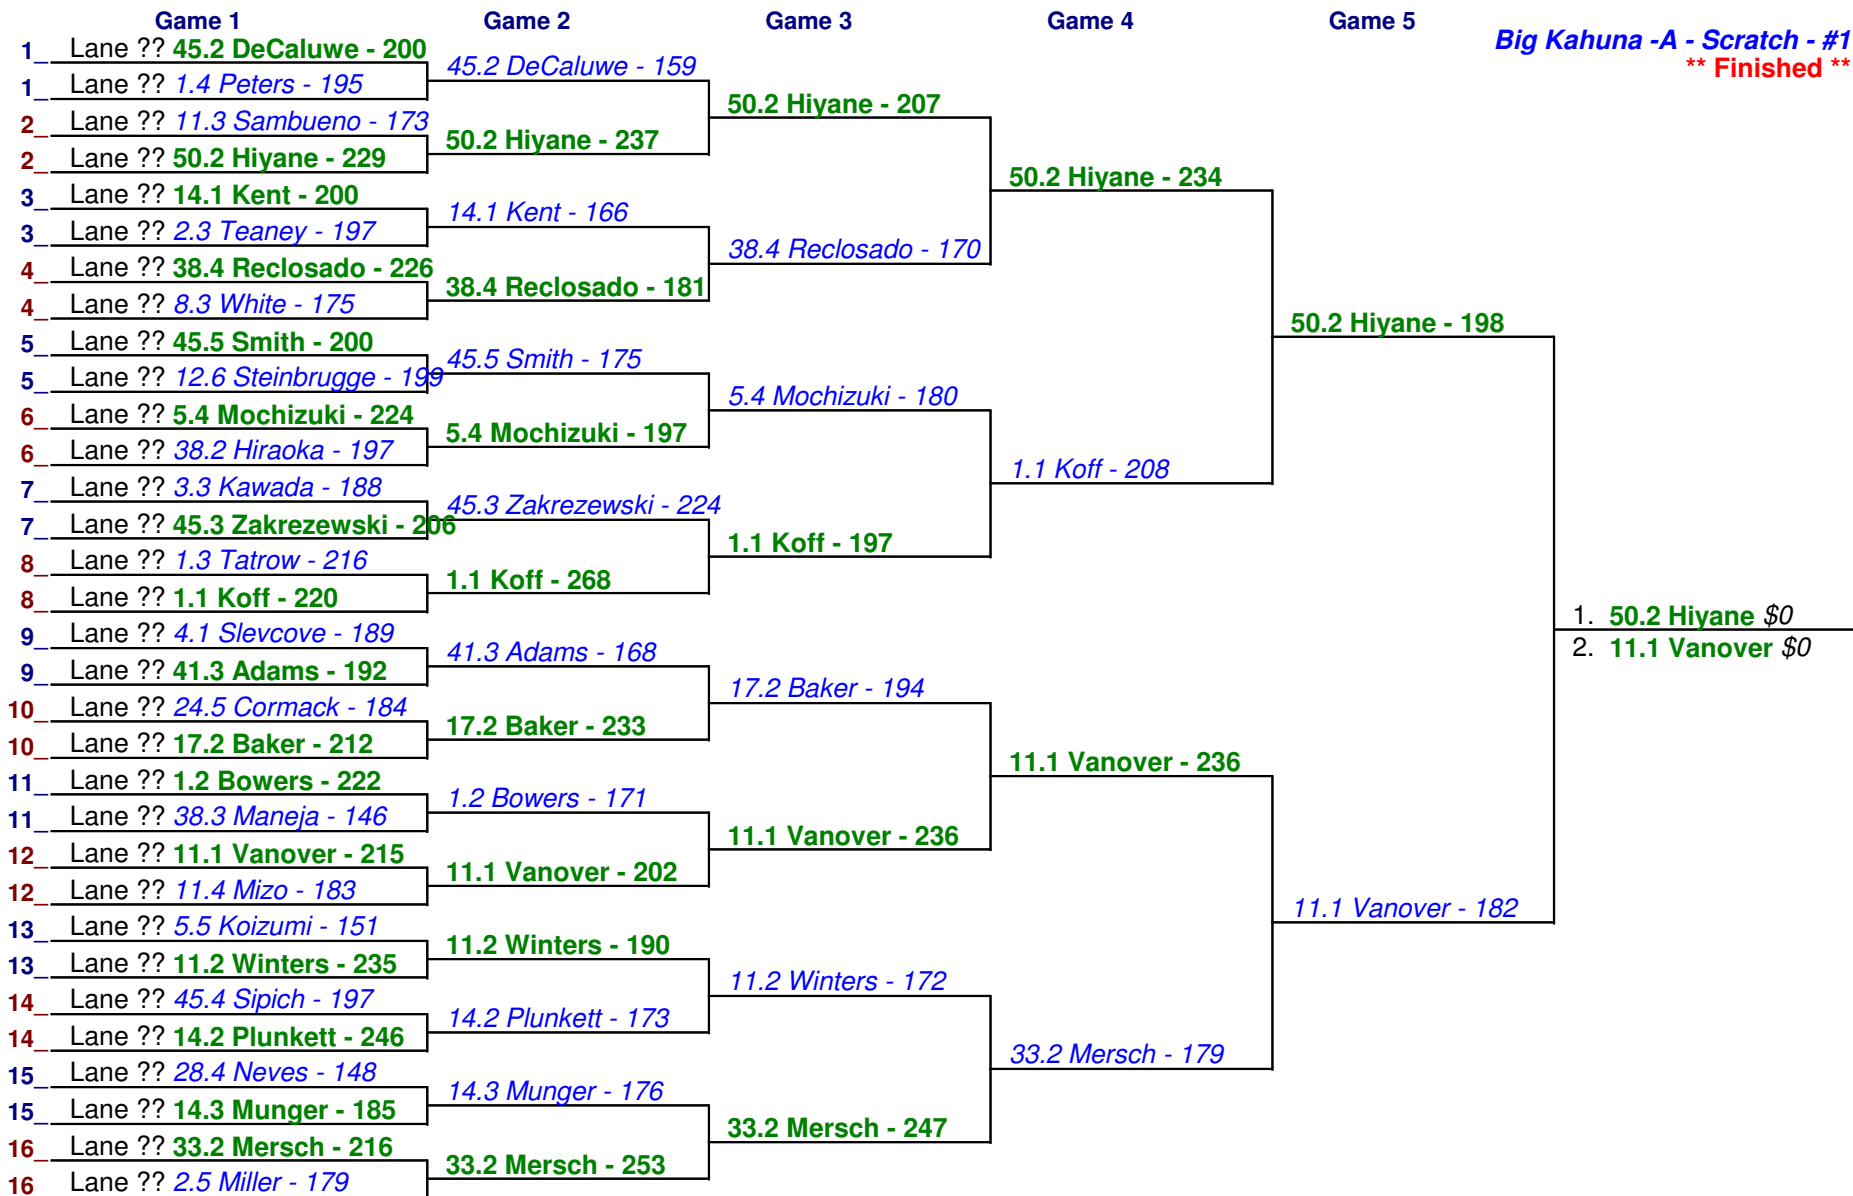 Game 1
Game 2
Game 3
Game 4
Game 5
Big Kahuna -A - Scratch - #1
** Finished **
1_ Lane ?? 45.2 DeCaluwe - 200
1_ Lane ?? 1.4 Peters - 195
2_ Lane ?? 11.3 Sambueno - 173
2_ Lane ?? 50.2 Hiyane - 229
3_ Lane ?? 14.1 Kent - 200
3_ Lane ?? 2.3 Teaney - 197
4_ Lane ?? 38.4 Reclosado - 226
4_ Lane ?? 8.3 White - 175
5_ Lane ?? 45.5 Smith - 200
5_ Lane ?? 12.6 Steinbrugge - 199
6_ Lane ?? 5.4 Mochizuki - 224
6_ Lane ?? 38.2 Hiraoka - 197
7_ Lane ?? 3.3 Kawada - 188
7_ Lane ?? 45.3 Zakrezewski - 206
8_ Lane ?? 1.3 Tatrow - 216
8_ Lane ?? 1.1 Koff - 220
9_ Lane ?? 4.1 Slevcove - 189
9_ Lane ?? 41.3 Adams - 192
10_ Lane ?? 24.5 Cormack - 184
10_ Lane ?? 17.2 Baker - 212
11_ Lane ?? 1.2 Bowers - 222
11_ Lane ?? 38.3 Maneja - 146
12_ Lane ?? 11.1 Vanover - 215
12_ Lane ?? 11.4 Mizo - 183
13_ Lane ?? 5.5 Koizumi - 151
13_ Lane ?? 11.2 Winters - 235
14_ Lane ?? 45.4 Sipich - 197
14_ Lane ?? 14.2 Plunkett - 246
15_ Lane ?? 28.4 Neves - 148
15_ Lane ?? 14.3 Munger - 185
16_ Lane ?? 33.2 Mersch - 216
16 Lane ?? 2.5 Miller - 179
45.2 DeCaluwe - 159
50.2 Hiyane - 237
14.1 Kent - 166
38.4 Reclosado - 181
45.5 Smith - 175
5.4 Mochizuki - 197
45.3 Zakrezewski - 224
1.1 Koff - 268
41.3 Adams - 168
17.2 Baker - 233
1.2 Bowers - 171
11.1 Vanover - 202
11.2 Winters - 190
14.2 Plunkett - 173
14.3 Munger - 176
33.2 Mersch - 253
50.2 Hiyane - 207
38.4 Reclosado - 170
5.4 Mochizuki - 180
1.1 Koff - 197
17.2 Baker - 194
11.1 Vanover - 236
11.2 Winters - 172
33.2 Mersch - 247
50.2 Hiyane - 234
1.1 Koff - 208
11.1 Vanover - 236
33.2 Mersch - 179
50.2 Hiyane - 198
11.1 Vanover - 182
1. 50.2 Hiyane $0
2. 11.1 Vanover $0